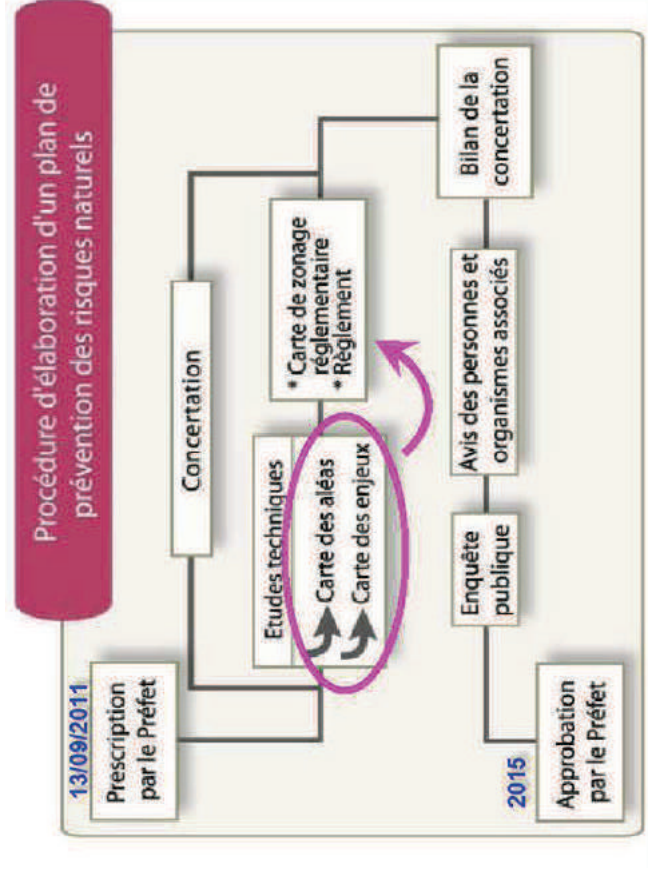 Procédure d'élaboration d'un plan de
prévention des risques naturels
13/09/2011
Prescription
par le Préfet
Concertation
Etudes techniques
Carte des aléas
Carte des enjeux
* Carte de zonage
réglementaire
* Règlement
Bilan de la
concertation
Avis des personnes et
organismes associés
Enquête
publique
2015
Approbation
par le Préfet